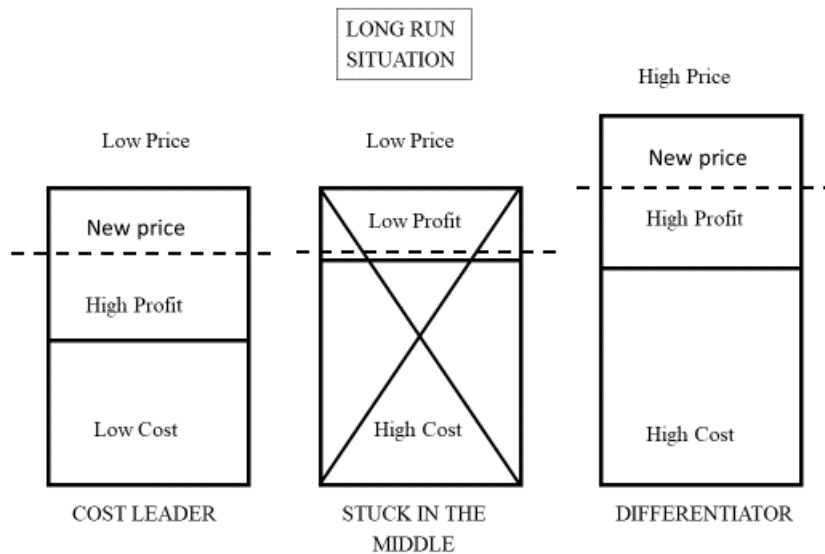 LONG RUN
SITUATION
High Price
Low Price
Low Price
New price
New price
Low Profit
High Profit
High Profit
Low Cost
High Cost
High Cost
COST LEADER
STUCK IN THE
MIDDLE
DIFFERENTIATOR